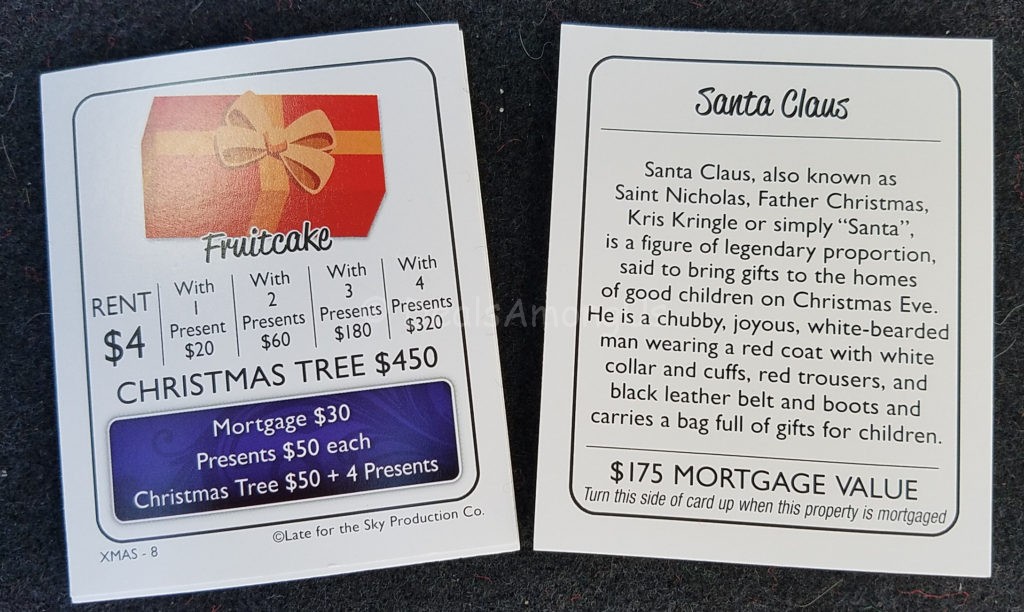 Fruitcake
RENT
$4
With
1
Present
$20
With
2
Presents
$60
With
3
Presents
$180
With
4
Presents
$320
CHRISTMAS TREE $450
Mortgage $30
Presents $50 each
Christmas Tree $50 + 4 Presents
©Late for the Sky Production Co.
XMAS - 8
Santa Claus
Santa Claus, also known as
Saint Nicholas, Father Christmas,
Kris Kringle or simply “Santa”,
is a figure of legendary proportion,
said to bring gifts to the homes
of good children on Christmas Eve.
He is a chubby, joyous, white-bearded
man wearing a red coat with white
collar and cuffs, red trousers, and
black leather belt and boots and
carries a bag full of gifts for children.
$175 MORTGAGE VALUE
Turn this side of card up when this property is mortgaged